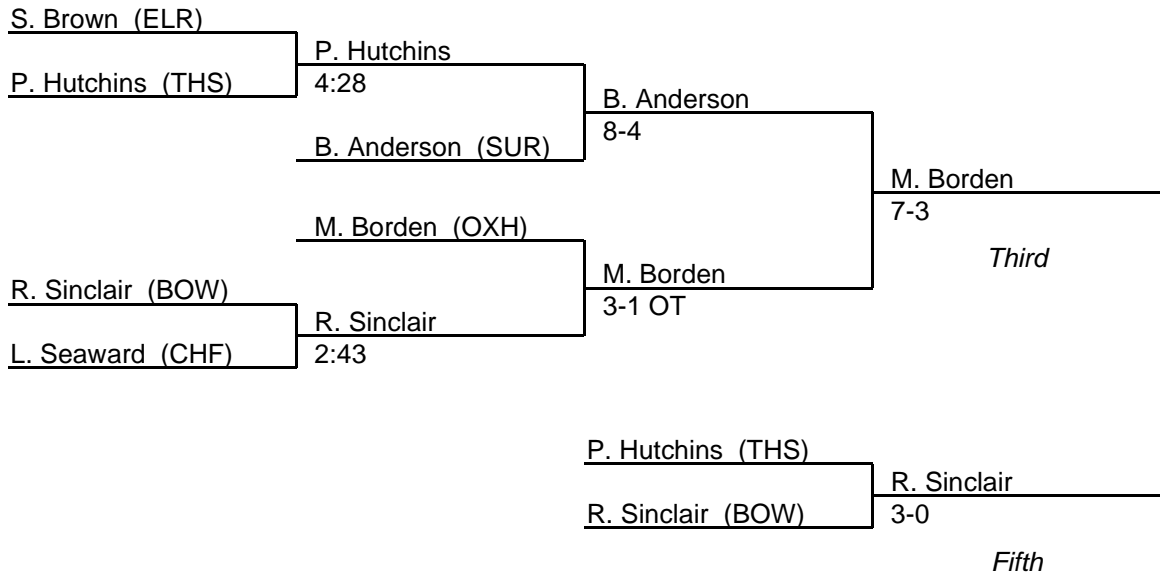 S. Brown (ELR)
P. Hutchins
P. Hutchins (THS)
4:28
B. Anderson
8-4
B. Anderson (SUR)
M. Borden
7-3
M. Borden (OXH)
Third
M. Borden
R. Sinclair (BOW)
3-1 OT
R. Sinclair
L. Seaward (CHF)
2:43
P. Hutchins (THS)
R. Sinclair
R. Sinclair (BOW)
3-0
Fifth